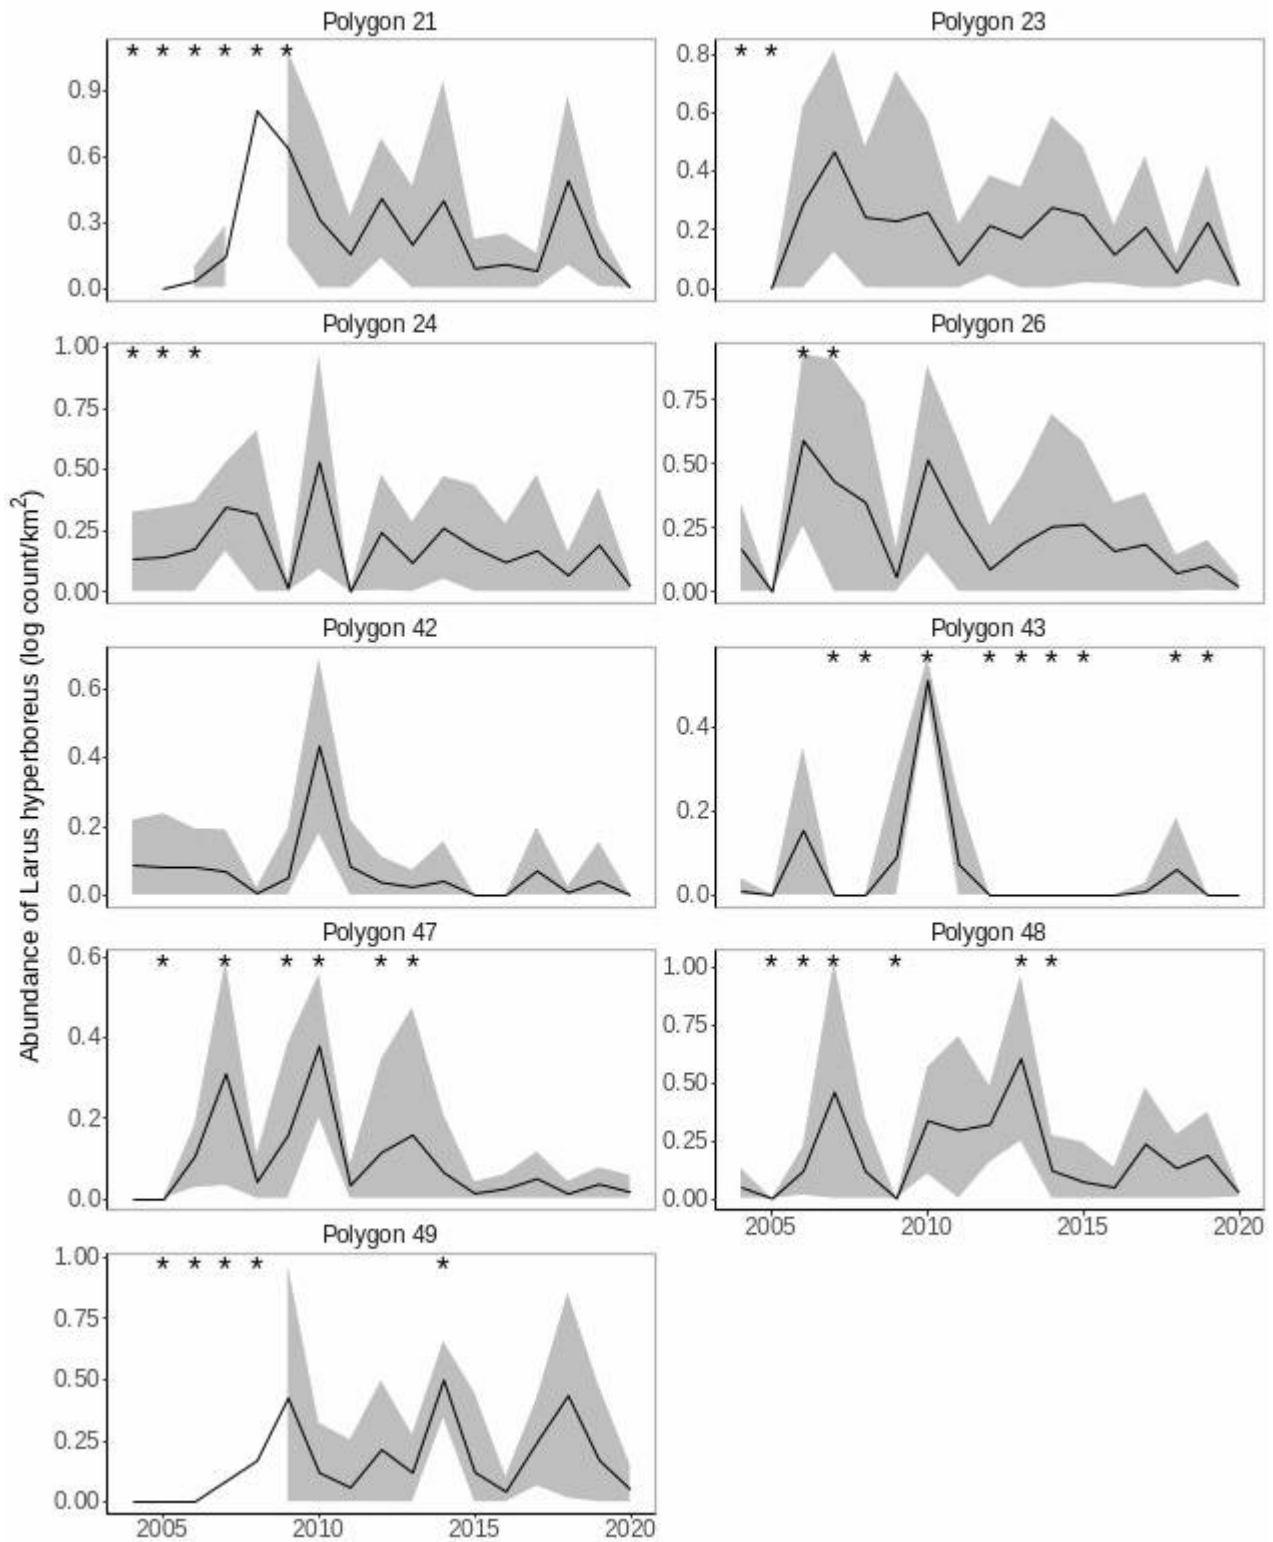 Polygon 21
Polygon 23
* * * * * *
* *
0.9
0.6
0.3
0.0
0.8
0.6
0.4
0.2
0.0
Polygon 24
Polygon 26
* * *
* *
1.00
0.75
0.50
0.25
0.00
0.75
0.50
0.25
0.00
Abundance of Larus hyperboreus (log count/km²)
Polygon 42
Polygon 43
* * * * * * * * *
0.6
0.4
0.2
0.0
0.4
0.2
0.0
Polygon 47
Polygon 48
* * * * * *
* * * * * *
0.6
0.4
0.2
0.0
1.00
0.75
0.50
0.25
0.00
2005 2010 2015 2020
Polygon 49
* * * * *
1.00
0.75
0.50
0.25
0.00
2005 2010 2015 2020